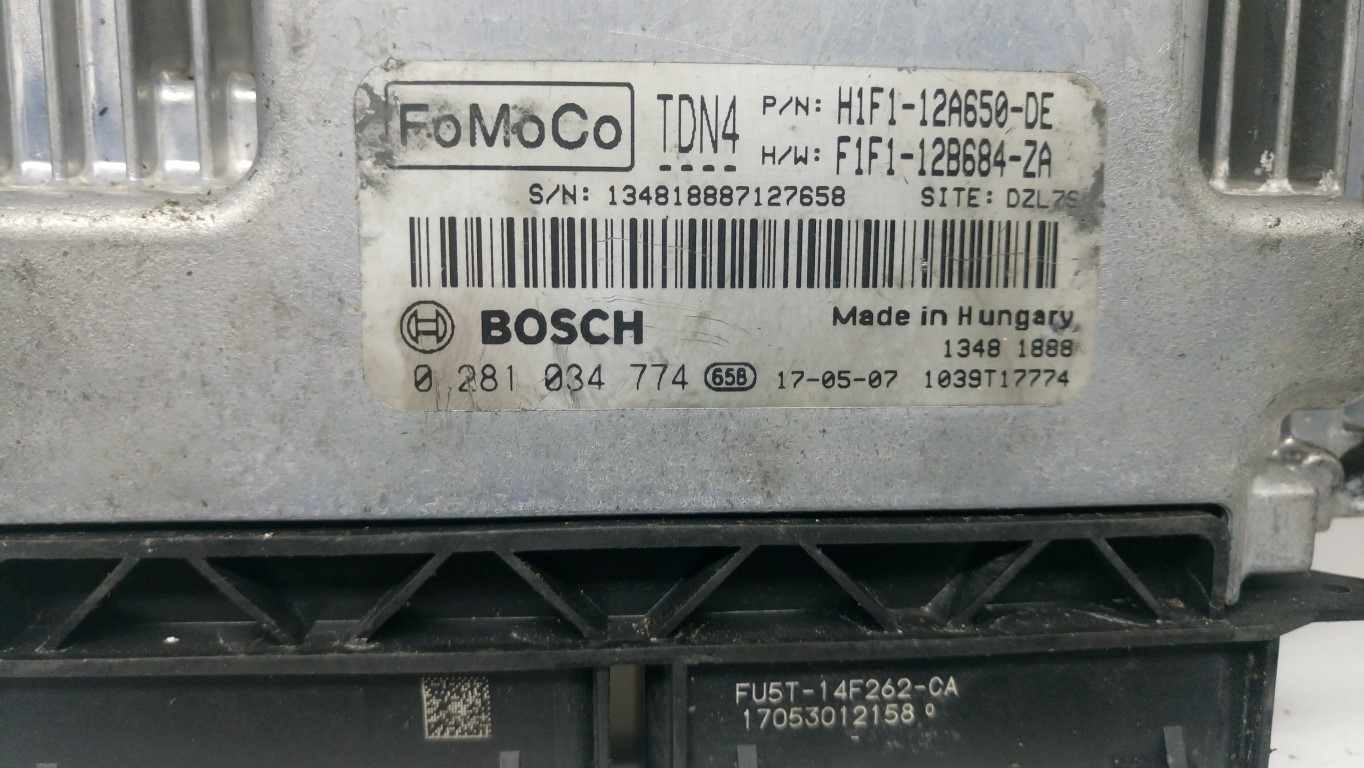 FoMoCo TDN4 P/N: H1F1-12A650-DE
H/W: F1F1-12B684-ZA
S/N: 134818887127658 SITE: DZL7S
BOSCH Made in Hungary
1348 1888
0 281 034 774 65B 17-05-07 1039T17774
FU5T-14F262-CA
17053012158